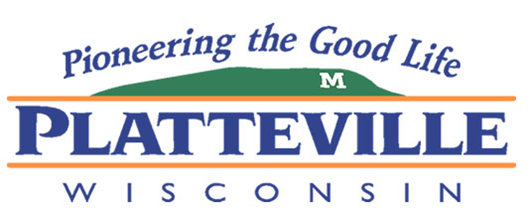 Pioneering the Good Life
M
PLATTEVILLE
WISCONSIN